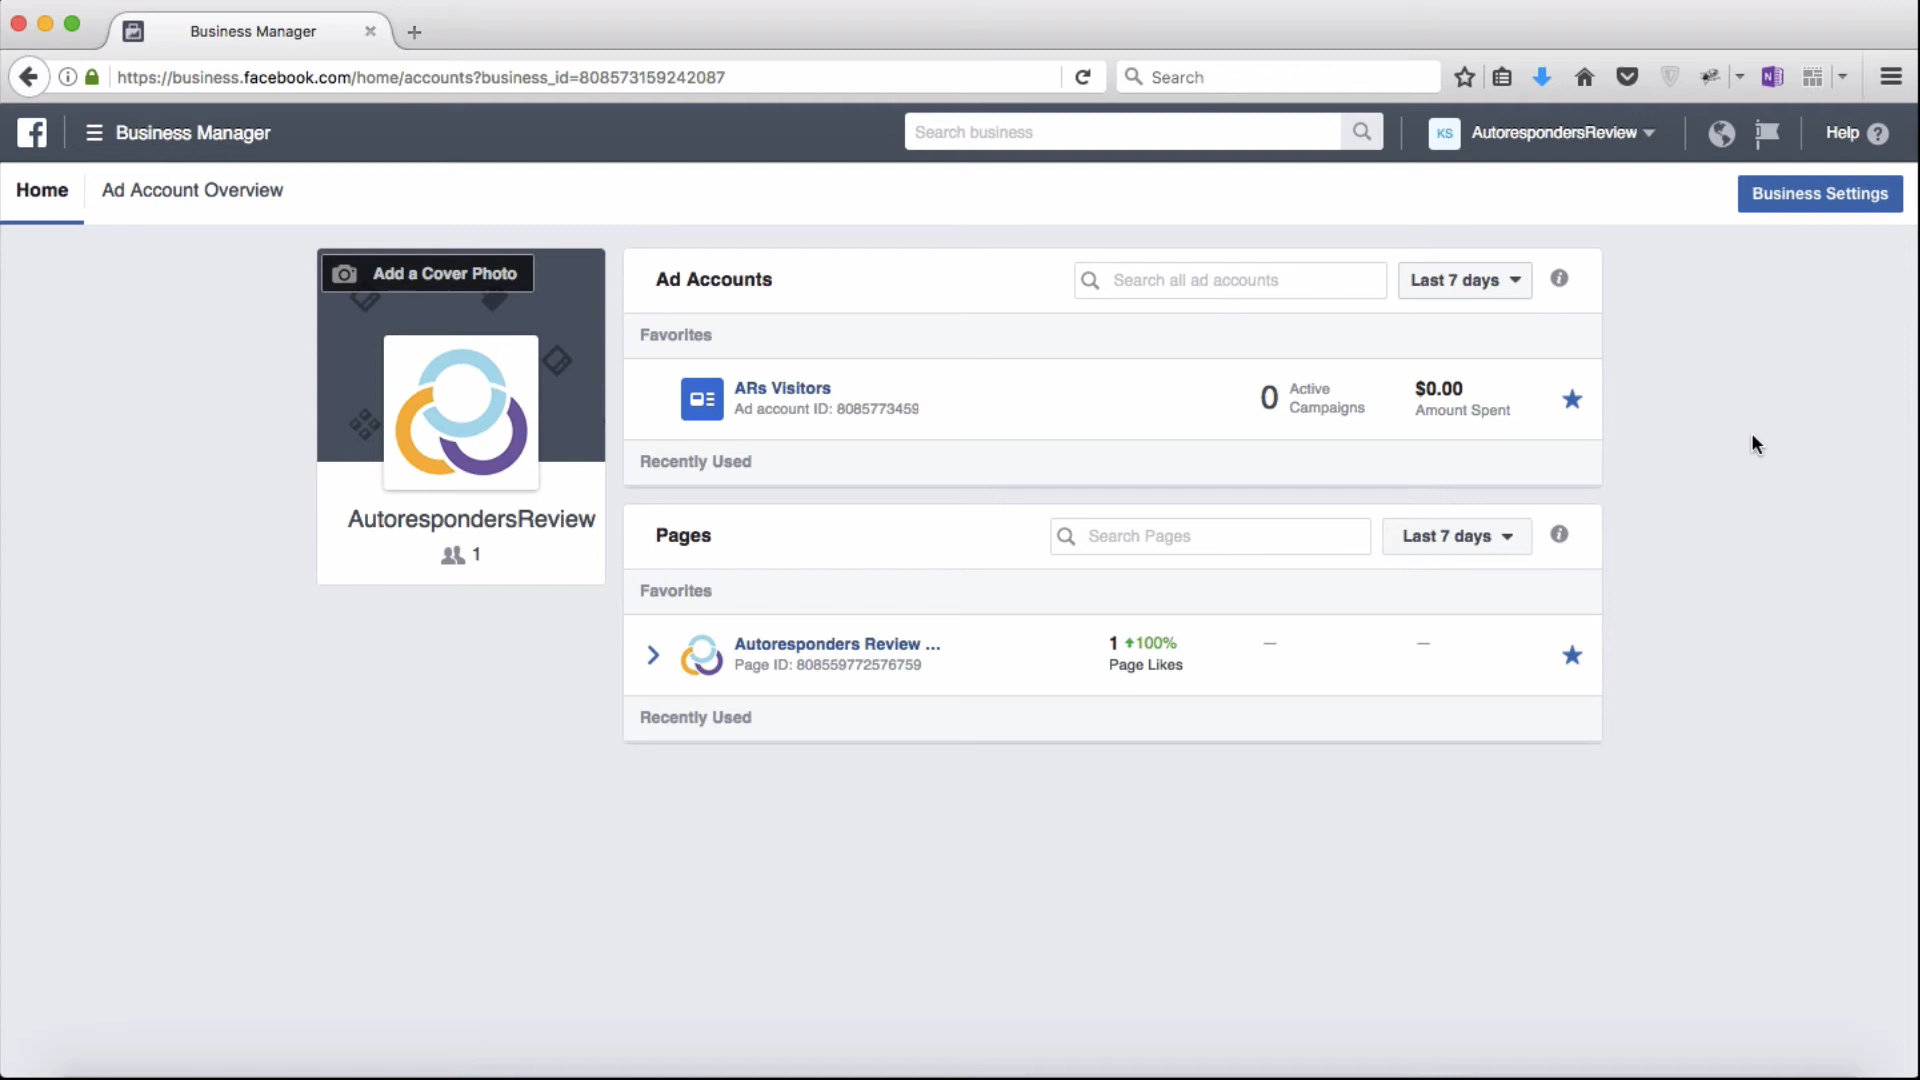 Business Manager
https://business.facebook.com/home/accounts?business_id=808573159242087
Search
Business Manager
Search business
KS
AutorespondersReview
Help
Home
Ad Account Overview
Business Settings
Add a Cover Photo
AutorespondersReview
1
Ad Accounts
Search all ad accounts
Last 7 days
Favorites
ARs Visitors
Ad account ID: 8085773459
0 Active Campaigns
$0.00
Amount Spent
Recently Used
Pages
Search Pages
Last 7 days
Favorites
Autoresponders Review ...
Page ID: 808559772576759
1 100%
Page Likes
—
—
Recently Used